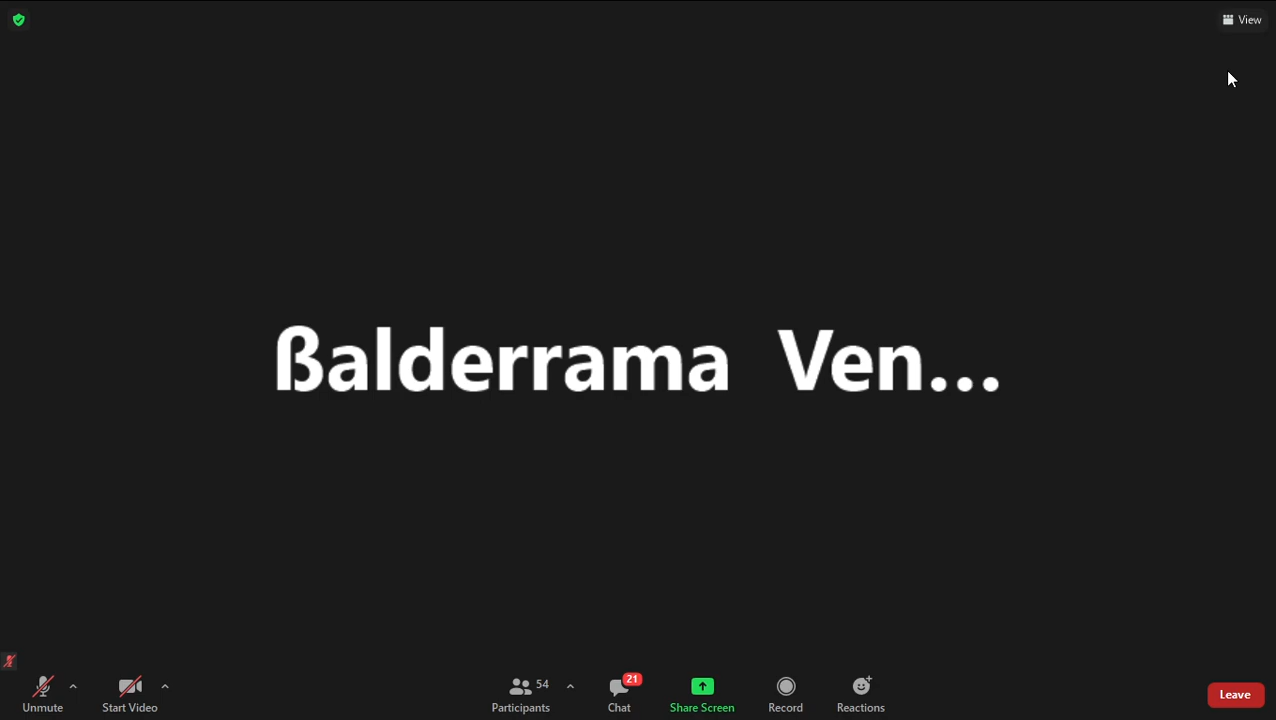 View
ßalderrama Ven...
Unmute
Start Video
54
Participants
21
Chat
Share Screen
Record
Reactions
Leave